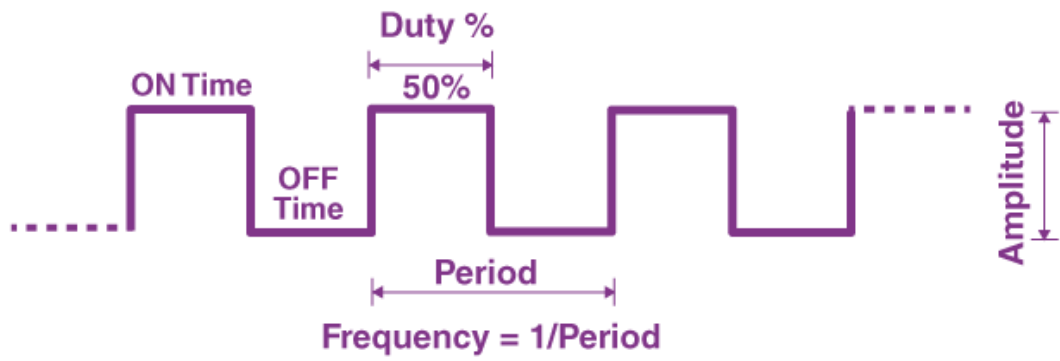 Duty %
ON Time
50%
OFF
Time
Amplitude
Period
Frequency = 1/Period